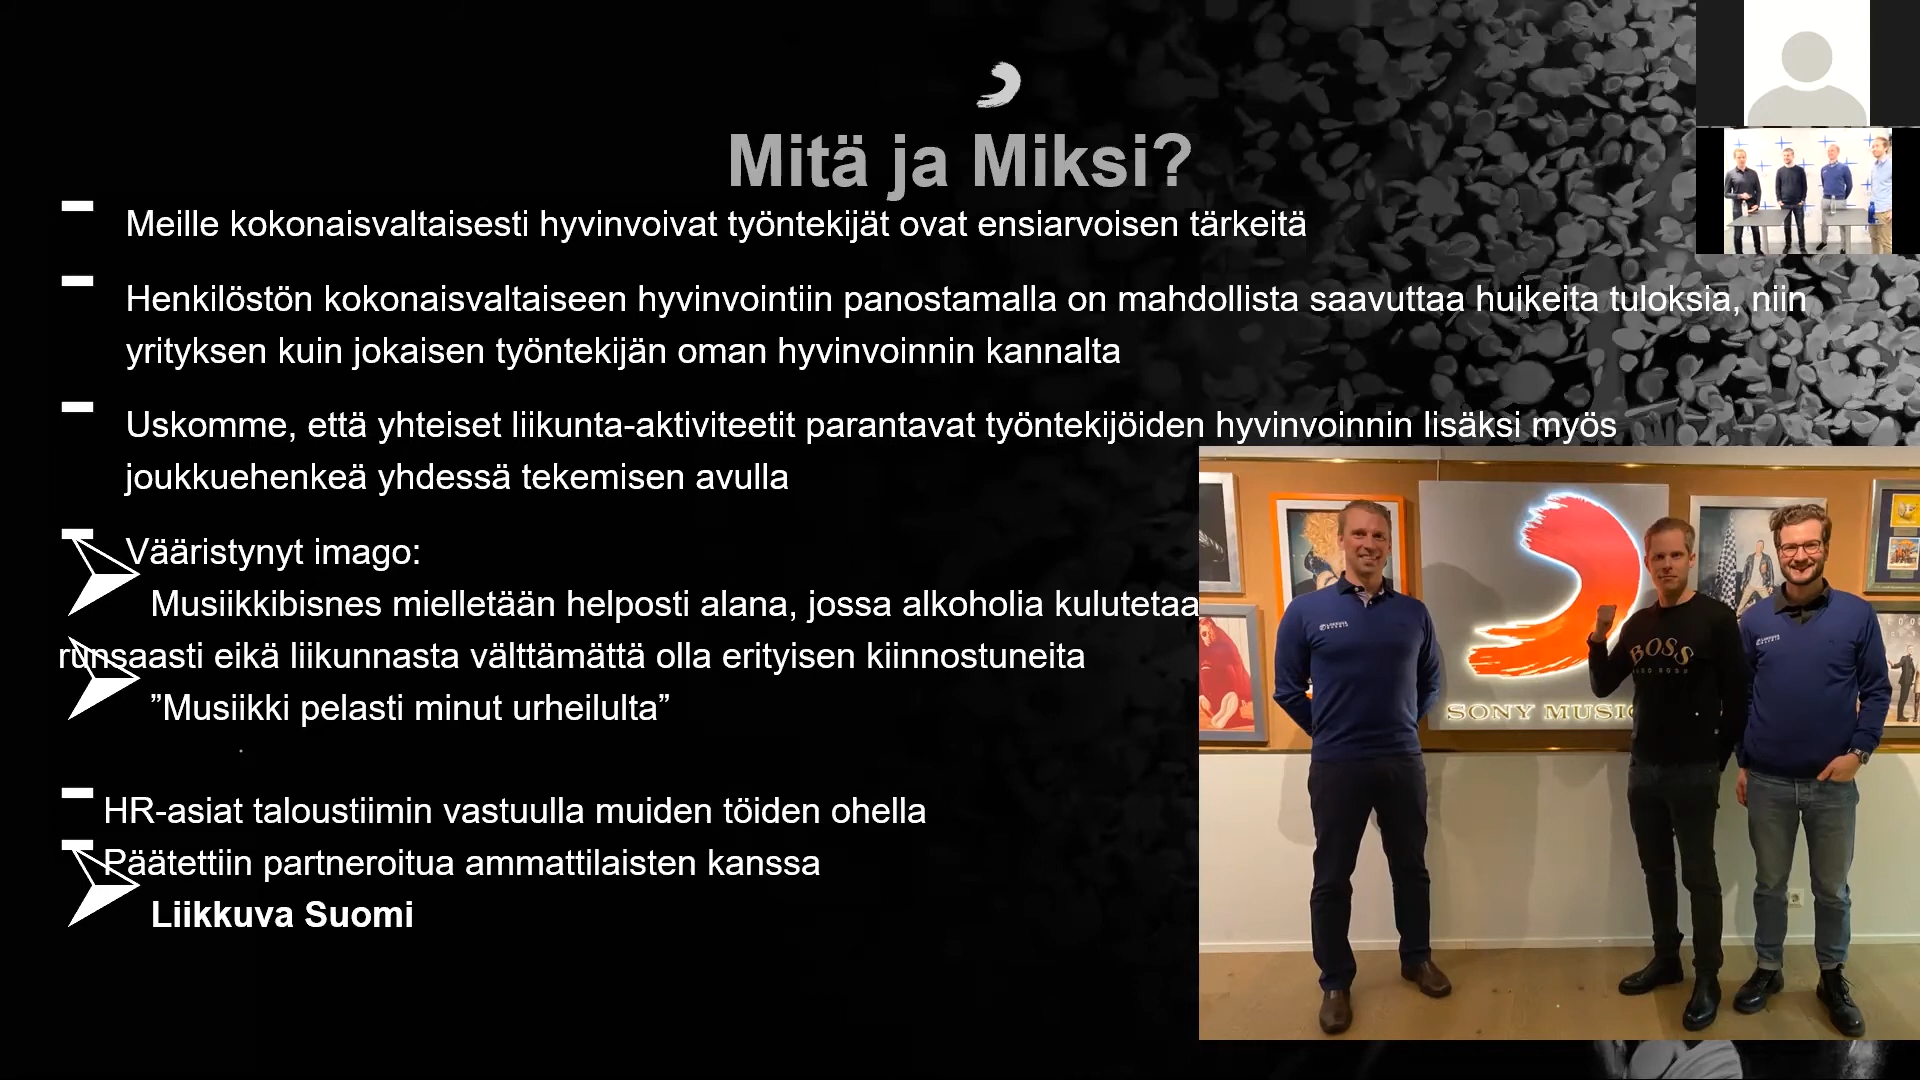 Mitä ja Miksi?
Meille kokonaisvaltaisesti hyvinvoivat työntekijät ovat ensiarvoisen tärkeitä
Henkilöstön kokonaisvaltaiseen hyvinvointiin panostamalla on mahdollista saavuttaa huikeita tuloksia, niin
yrityksen kuin jokaisen työntekijän oman hyvinvoinnin kannalta
Uskomme, että yhteiset liikunta-aktiviteetit parantavat työntekijöiden hyvinvoinnin lisäksi myös
joukkuehenkeä yhdessä tekemisen avulla
Vääristynyt imago:
Musiikkibisnes mielletään helposti alana, jossa alkoholia kulutetaa
runsaasti eikä liikunnasta välttämättä olla erityisen kiinnostuneita
”Musiikki pelasti minut urheilulta”
HR-asiat taloustiimin vastuulla muiden töiden ohella
Päätettiin partneroitua ammattilaisten kanssa
Liikkuva Suomi
SONY MUSIC
BOSS
HUGO BOSS